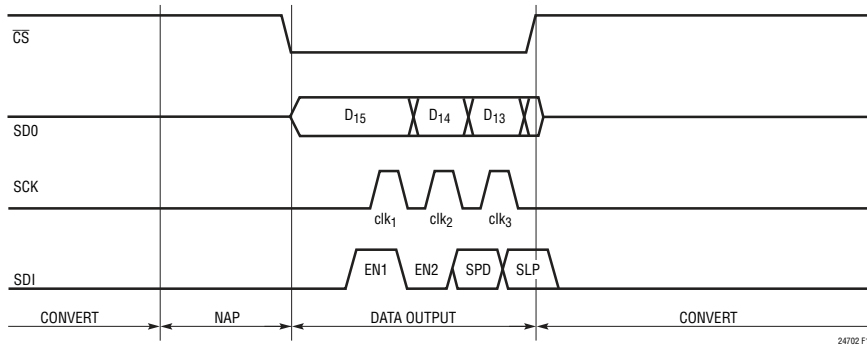 CS
SD0
D15 D14 D13
SCK
clk1 clk2 clk3
SDI
EN1 EN2 SPD SLP
CONVERT NAP DATA OUTPUT CONVERT